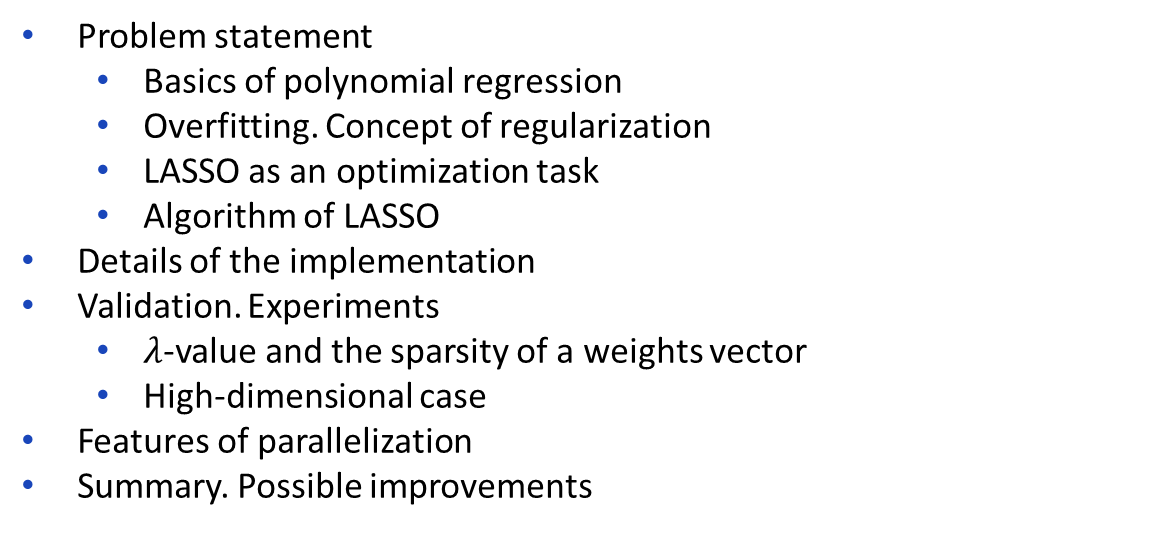 • Problem statement
• Basics of polynomial regression
• Overfitting. Concept of regularization
• LASSO as an optimization task
• Algorithm of LASSO
• Details of the implementation
• Validation. Experiments
• λ-value and the sparsity of a weights vector
• High-dimensional case
• Features of parallelization
• Summary. Possible improvements